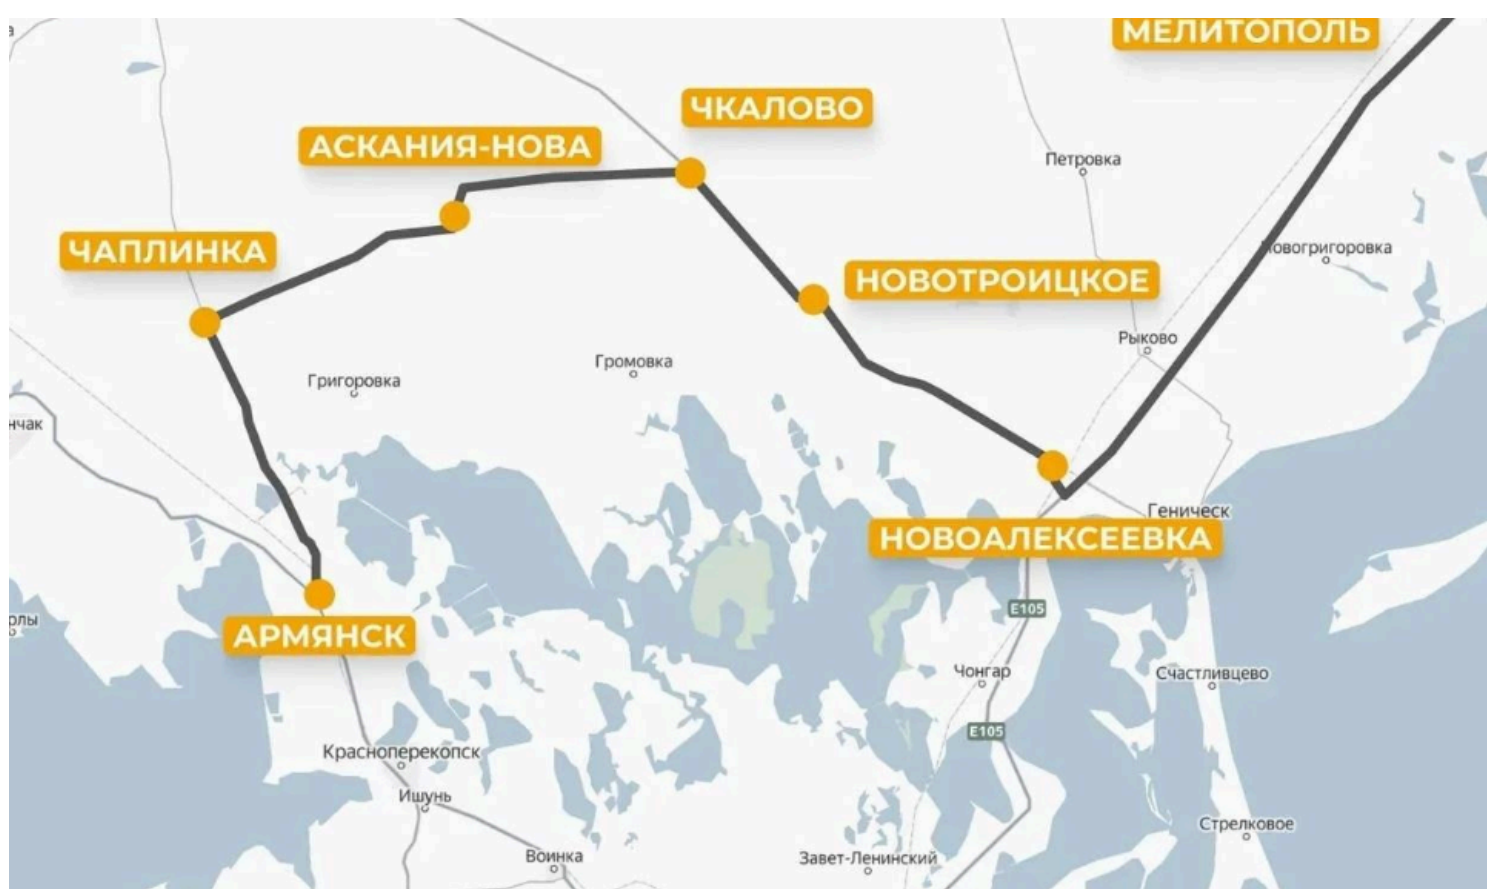 МЕЛИТОПОЛЬ
ЧКАЛОВО
АСКАНИЯ-НОВА
Петровка
ЧАПЛИНКА
НОВОТРОИЦКОЕ
Новогригоровка
Рыково
Громовка
Григоровка
Геническ
НОВОАЛЕКСЕЕВКА
E105
АРМЯНСК
Чонгар
Счастливцево
E105
Красноперекопск
Ишунь
Стрелковое
Воинка
Завет-Ленинский